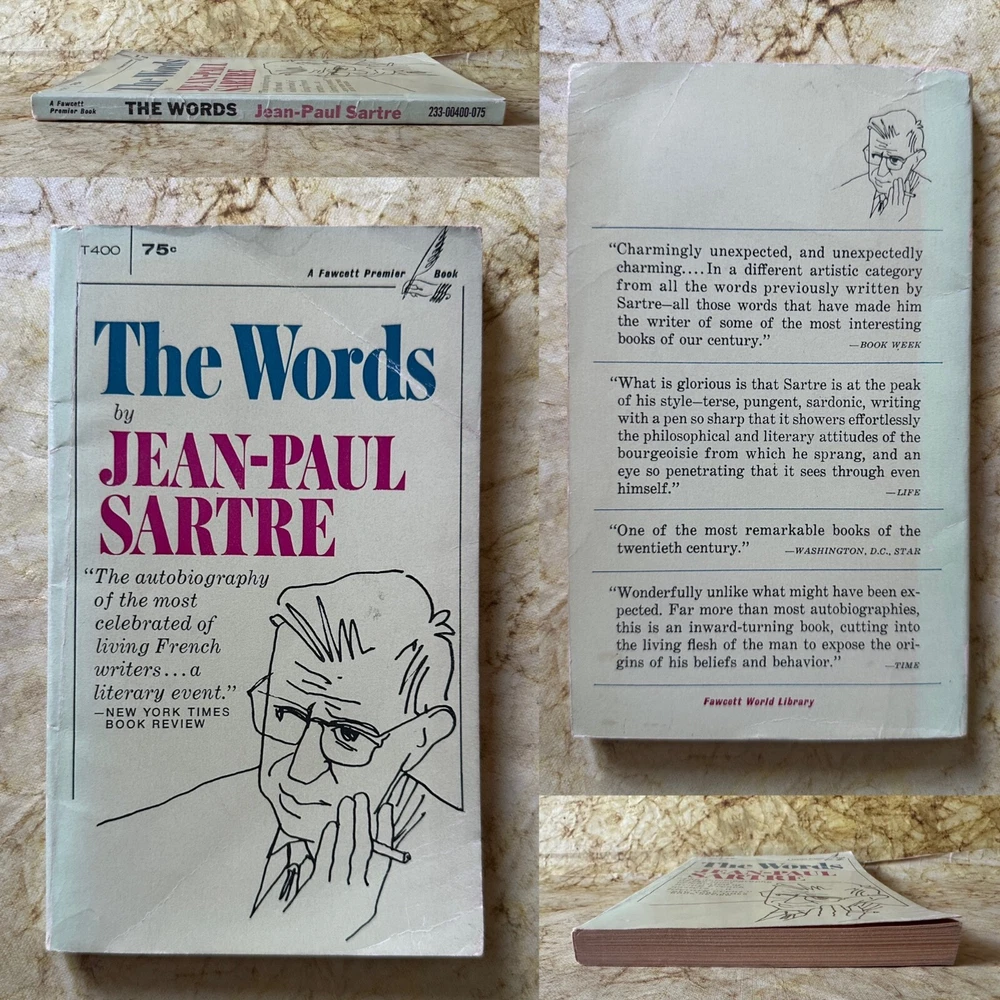 The Words
JEAN-PAUL
SARTRE
A Fawcett
Premier Book
THE WORDS
Jean-Paul Sartre
233-00400-075
T400
75¢
A Fawcett Premier Book
The Words
by
JEAN-PAUL
SARTRE
“The autobiography
of the most
celebrated of
living French
writers...a
literary event.”
—NEW YORK TIMES
BOOK REVIEW
“Charmingly unexpected, and unexpectedly
charming....In a different artistic category
from all the words previously written by
Sartre—all those words that have made him
the writer of some of the most interesting
books of our century.”
—BOOK WEEK
“What is glorious is that Sartre is at the peak
of his style—terse, pungent, sardonic, writing
with a pen so sharp that it showers effortlessly
the philosophical and literary attitudes of the
bourgeoisie from which he sprang, and an
eye so penetrating that it sees through even
himself.”
—LIFE
“One of the most remarkable books of the
twentieth century.”
—WASHINGTON, D.C., STAR
“Wonderfully unlike what might have been ex-
pected. Far more than most autobiographies,
this is an inward-turning book, cutting into
the living flesh of the man to expose the ori-
gins of his beliefs and behavior.”
—TIME
Fawcett World Library
The Words
JEAN-PAUL
SARTRE